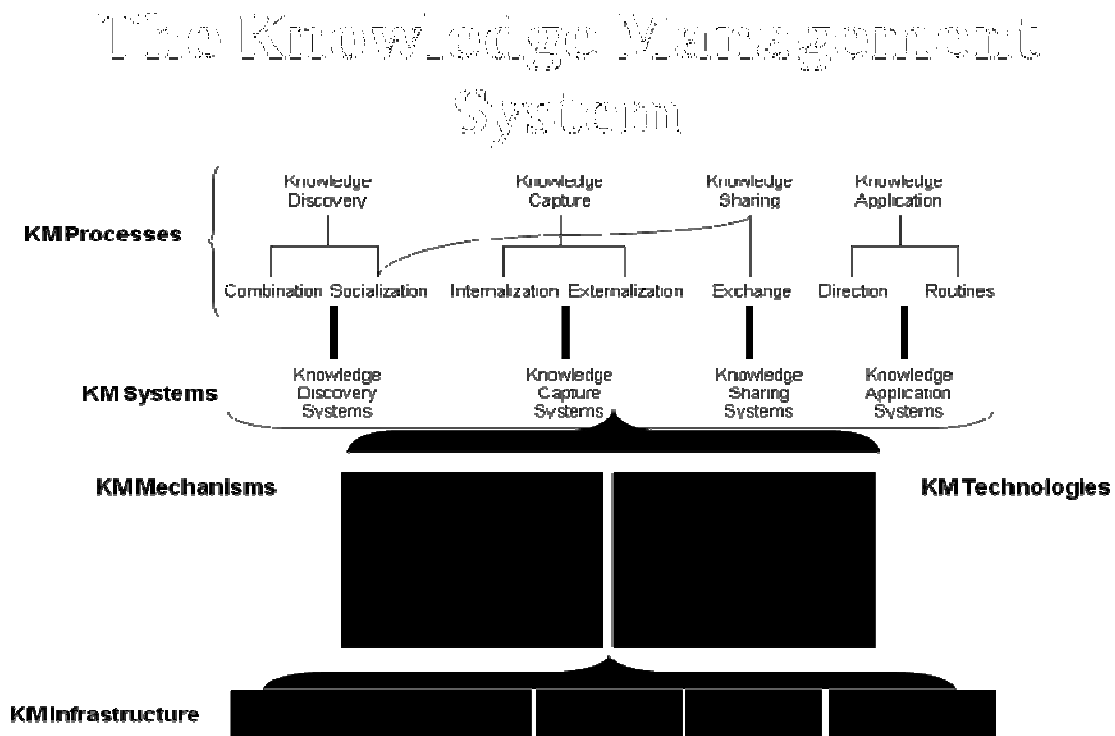 The Knowledge Management
System
Knowledge
Discovery
Knowledge
Capture
Knowledge
Sharing
Knowledge
Application
KM Processes
Combination Socialization Internalization Externalization Exchange Direction Routines
KM Systems
Knowledge
Discovery
Systems
Knowledge
Capture
Systems
Knowledge
Sharing
Systems
Knowledge
Application
Systems
KM Mechanisms
KM Technologies
KM Infrastructure